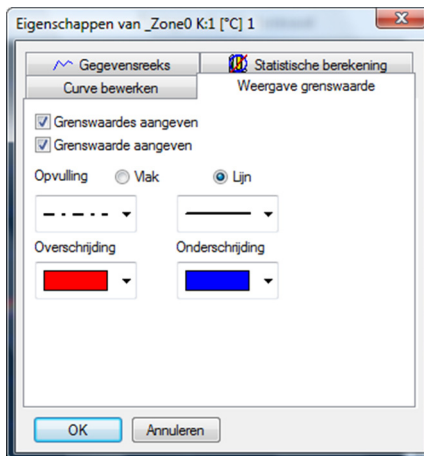 Eigenschappen van _Zone0 K:1 [°C] 1
Gegevensreeks
Statistische berekening
Curve bewerken
Weergave grenswaarde
Grenswaardes aangeven
Grenswaarde aangeven
Opvulling Vlak Lijn
Overschrijding Onderschrijding
OK Annuleren